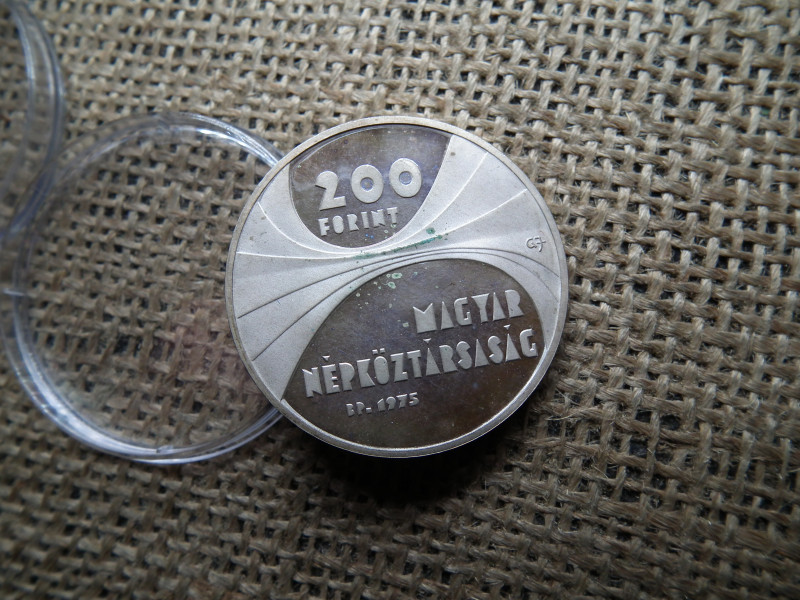 200
FORINT
MAGYAR
NÉPKÖZTÁRSASÁG
BP. 1975